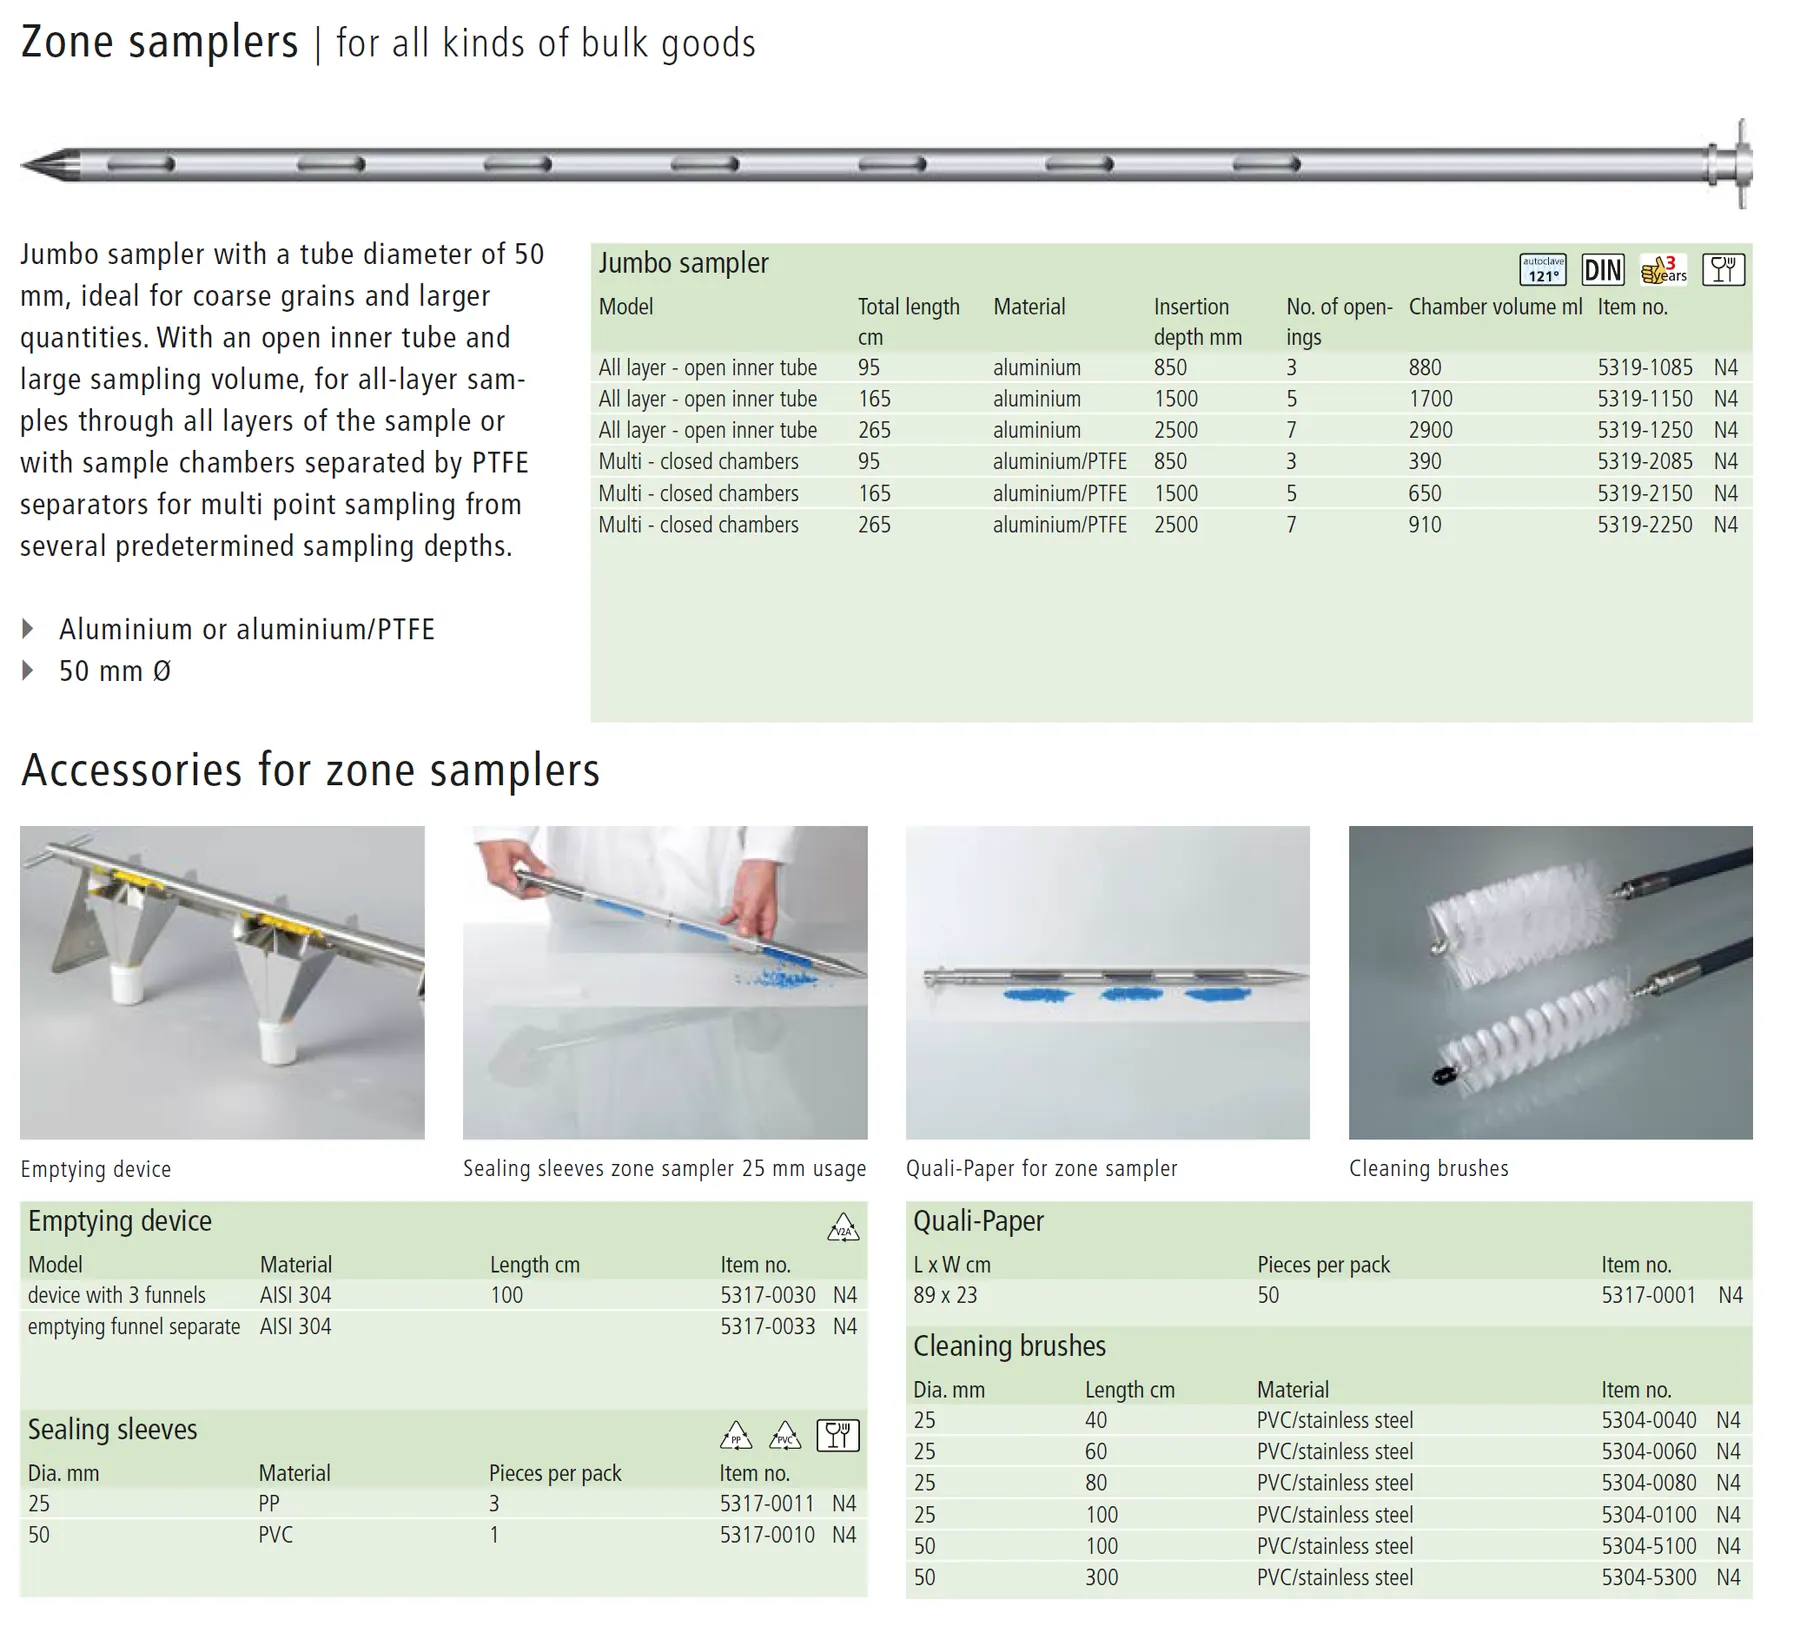 Zone samplers | for all kinds of bulk goods
Jumbo sampler with a tube diameter of 50
mm, ideal for coarse grains and larger
quantities. With an open inner tube and
large sampling volume, for all-layer sam-
ples through all layers of the sample or
with sample chambers separated by PTFE
separators for multi point sampling from
several predetermined sampling depths.
Aluminium or aluminium/PTFE
50 mm Ø
Jumbo sampler
autoclave
121°
DIN
3
years
Model Total length Material Insertion No. of open- Chamber volume ml Item no.
cm depth mm ings
All layer - open inner tube 95 aluminium 850 3 880 5319-1085 N4
All layer - open inner tube 165 aluminium 1500 5 1700 5319-1150 N4
All layer - open inner tube 265 aluminium 2500 7 2900 5319-1250 N4
Multi - closed chambers 95 aluminium/PTFE 850 3 390 5319-2085 N4
Multi - closed chambers 165 aluminium/PTFE 1500 5 650 5319-2150 N4
Multi - closed chambers 265 aluminium/PTFE 2500 7 910 5319-2250 N4
Accessories for zone samplers
Emptying device
Sealing sleeves zone sampler 25 mm usage
Quali-Paper for zone sampler
Cleaning brushes
Emptying device
V2A
Model Material Length cm Item no.
device with 3 funnels AISI 304 100 5317-0030 N4
emptying funnel separate AISI 304 5317-0033 N4
Sealing sleeves
PP
PVC
Dia. mm Material Pieces per pack Item no.
25 PP 3 5317-0011 N4
50 PVC 1 5317-0010 N4
Quali-Paper
L x W cm Pieces per pack Item no.
89 x 23 50 5317-0001 N4
Cleaning brushes
Dia. mm Length cm Material Item no.
25 40 PVC/stainless steel 5304-0040 N4
25 60 PVC/stainless steel 5304-0060 N4
25 80 PVC/stainless steel 5304-0080 N4
25 100 PVC/stainless steel 5304-0100 N4
50 100 PVC/stainless steel 5304-5100 N4
50 300 PVC/stainless steel 5304-5300 N4